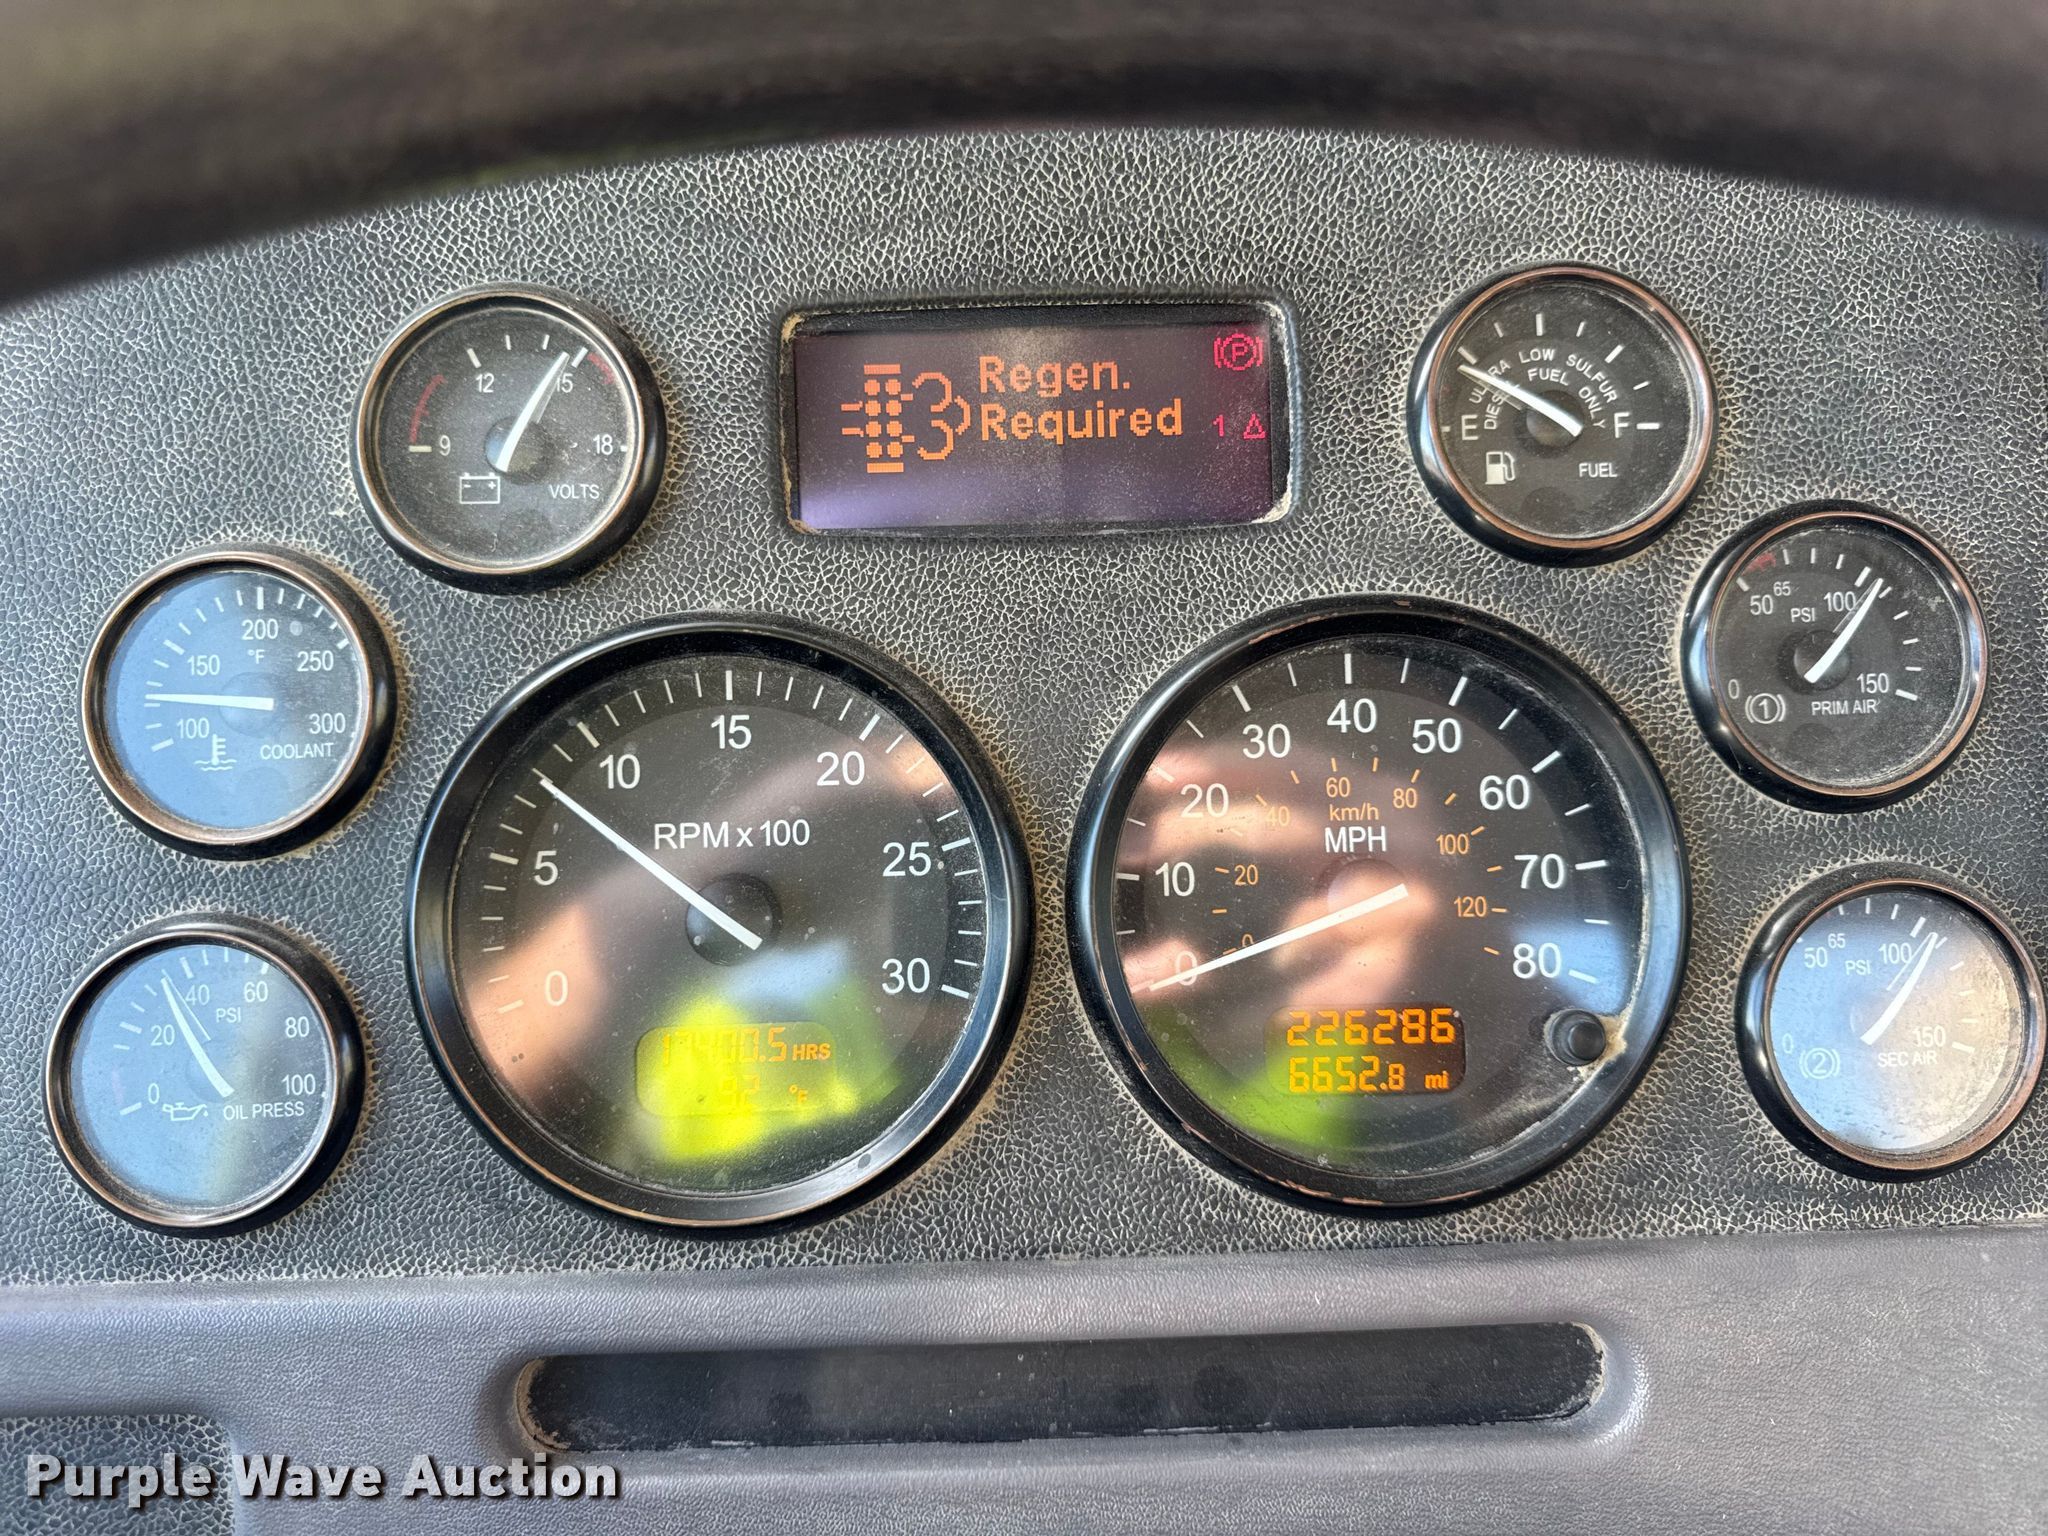 Regen.
Required
P
1
9
12
15
18
VOLTS
ULTRA LOW SULFUR
DIESEL FUEL ONLY
E
F
FUEL
100
150
200
250
300
°F
COOLANT
50
65
100
150
0
PSI
1
PRIM AIR
0
5
10
15
20
25
30
RPM x 100
HRS
°F
0
10
20
30
40
50
60
70
80
0
20
40
60
80
100
120
km/h
MPH
226286
6652.8 mi
0
20
40
60
80
100
PSI
OIL PRESS
50
65
100
150
0
PSI
2
SEC AIR
Purple Wave Auction